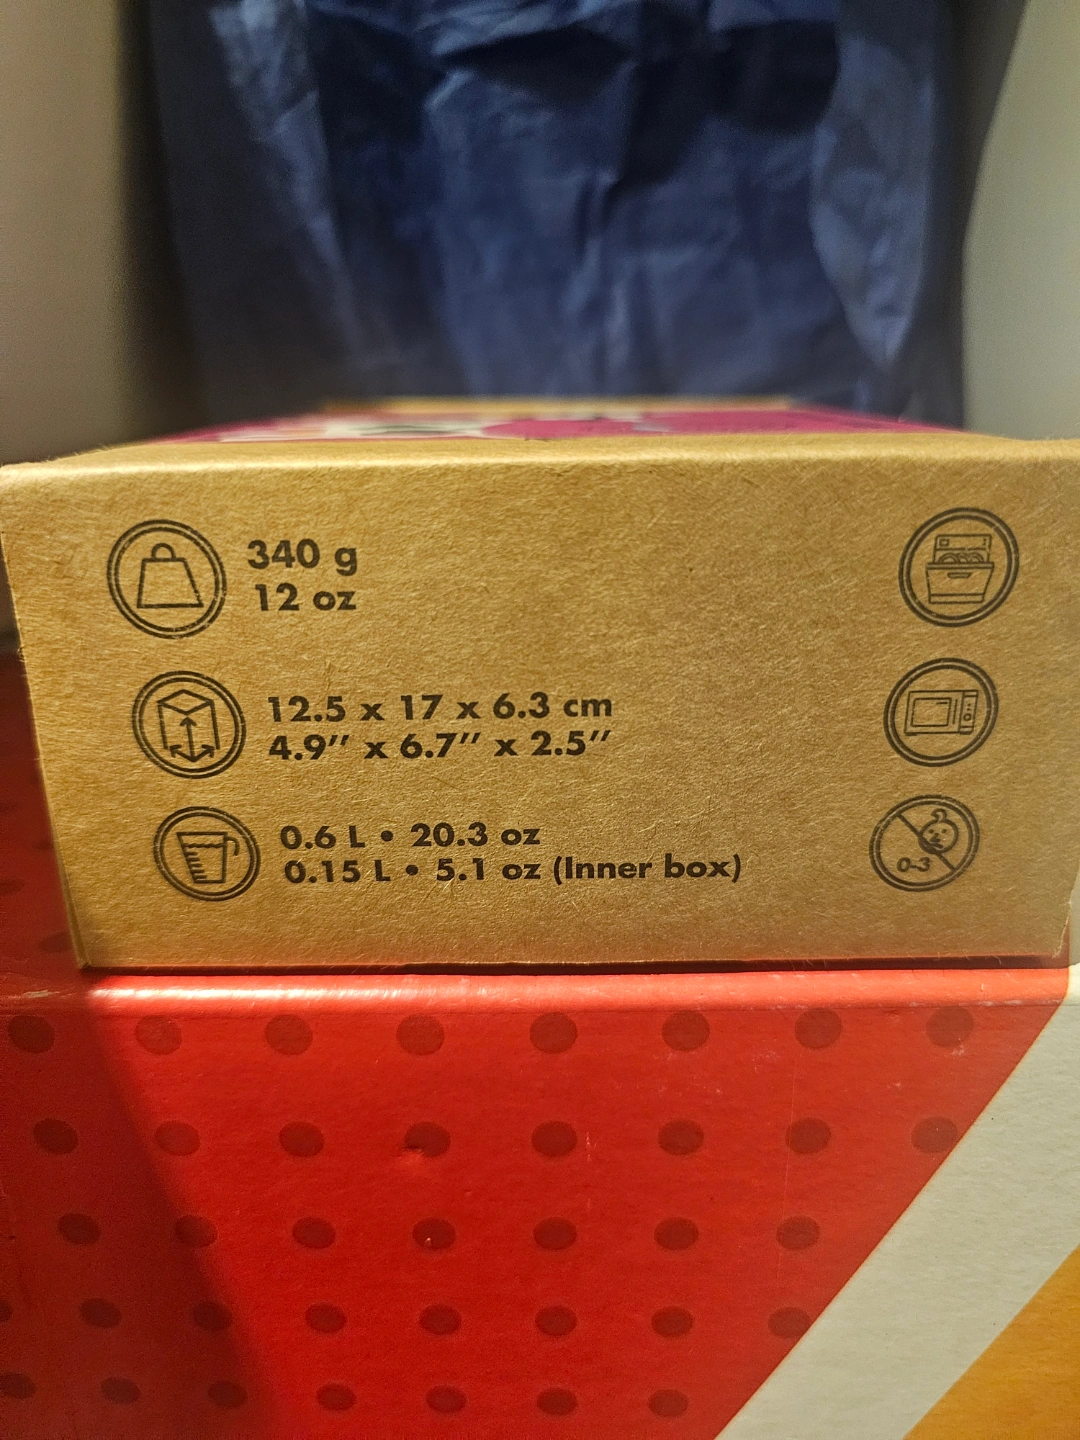 340 g
12 oz
12.5 x 17 x 6.3 cm
4.9″ x 6.7″ x 2.5″
0.6 L • 20.3 oz
0.15 L • 5.1 oz (Inner box)
0-3